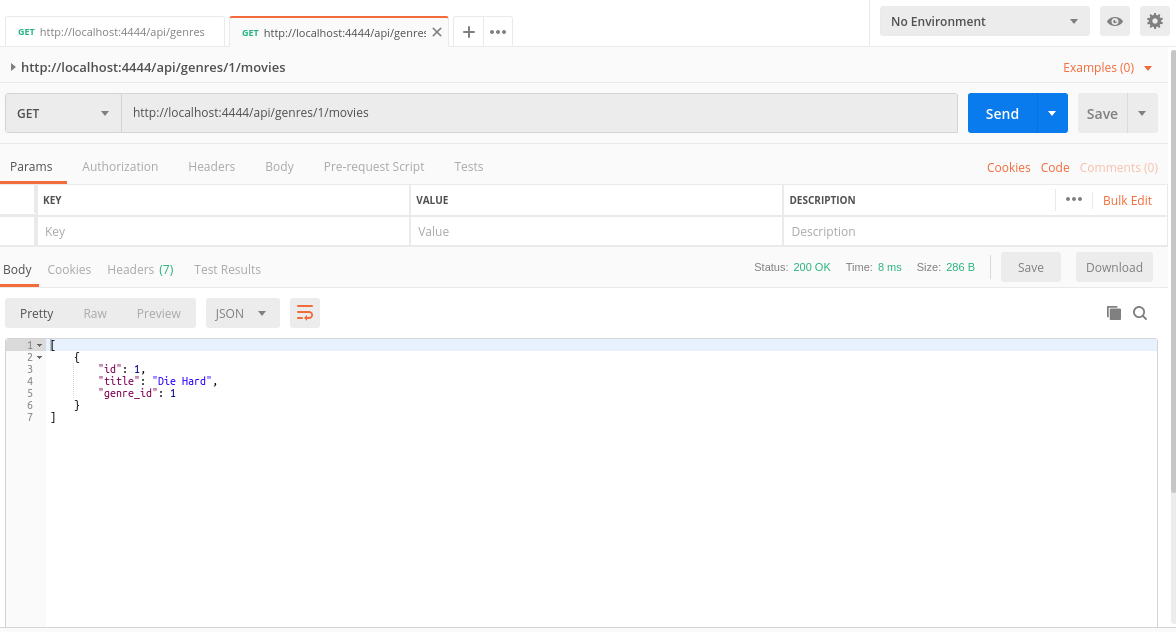 GET http://localhost:4444/api/genres
GET http://localhost:4444/api/genres
No Environment
http://localhost:4444/api/genres/1/movies
Examples (0)
GET http://localhost:4444/api/genres/1/movies Send Save
Params Authorization Headers Body Pre-request Script Tests Cookies Code Comments (0)
KEY VALUE DESCRIPTION Bulk Edit
Key Value Description
Body Cookies Headers (7) Test Results Status: 200 OK Time: 8 ms Size: 286 B Save Download
Pretty Raw Preview JSON
1 [
2 {
3 "id": 1,
4 "title": "Die Hard",
5 "genre_id": 1
6 }
7 ]